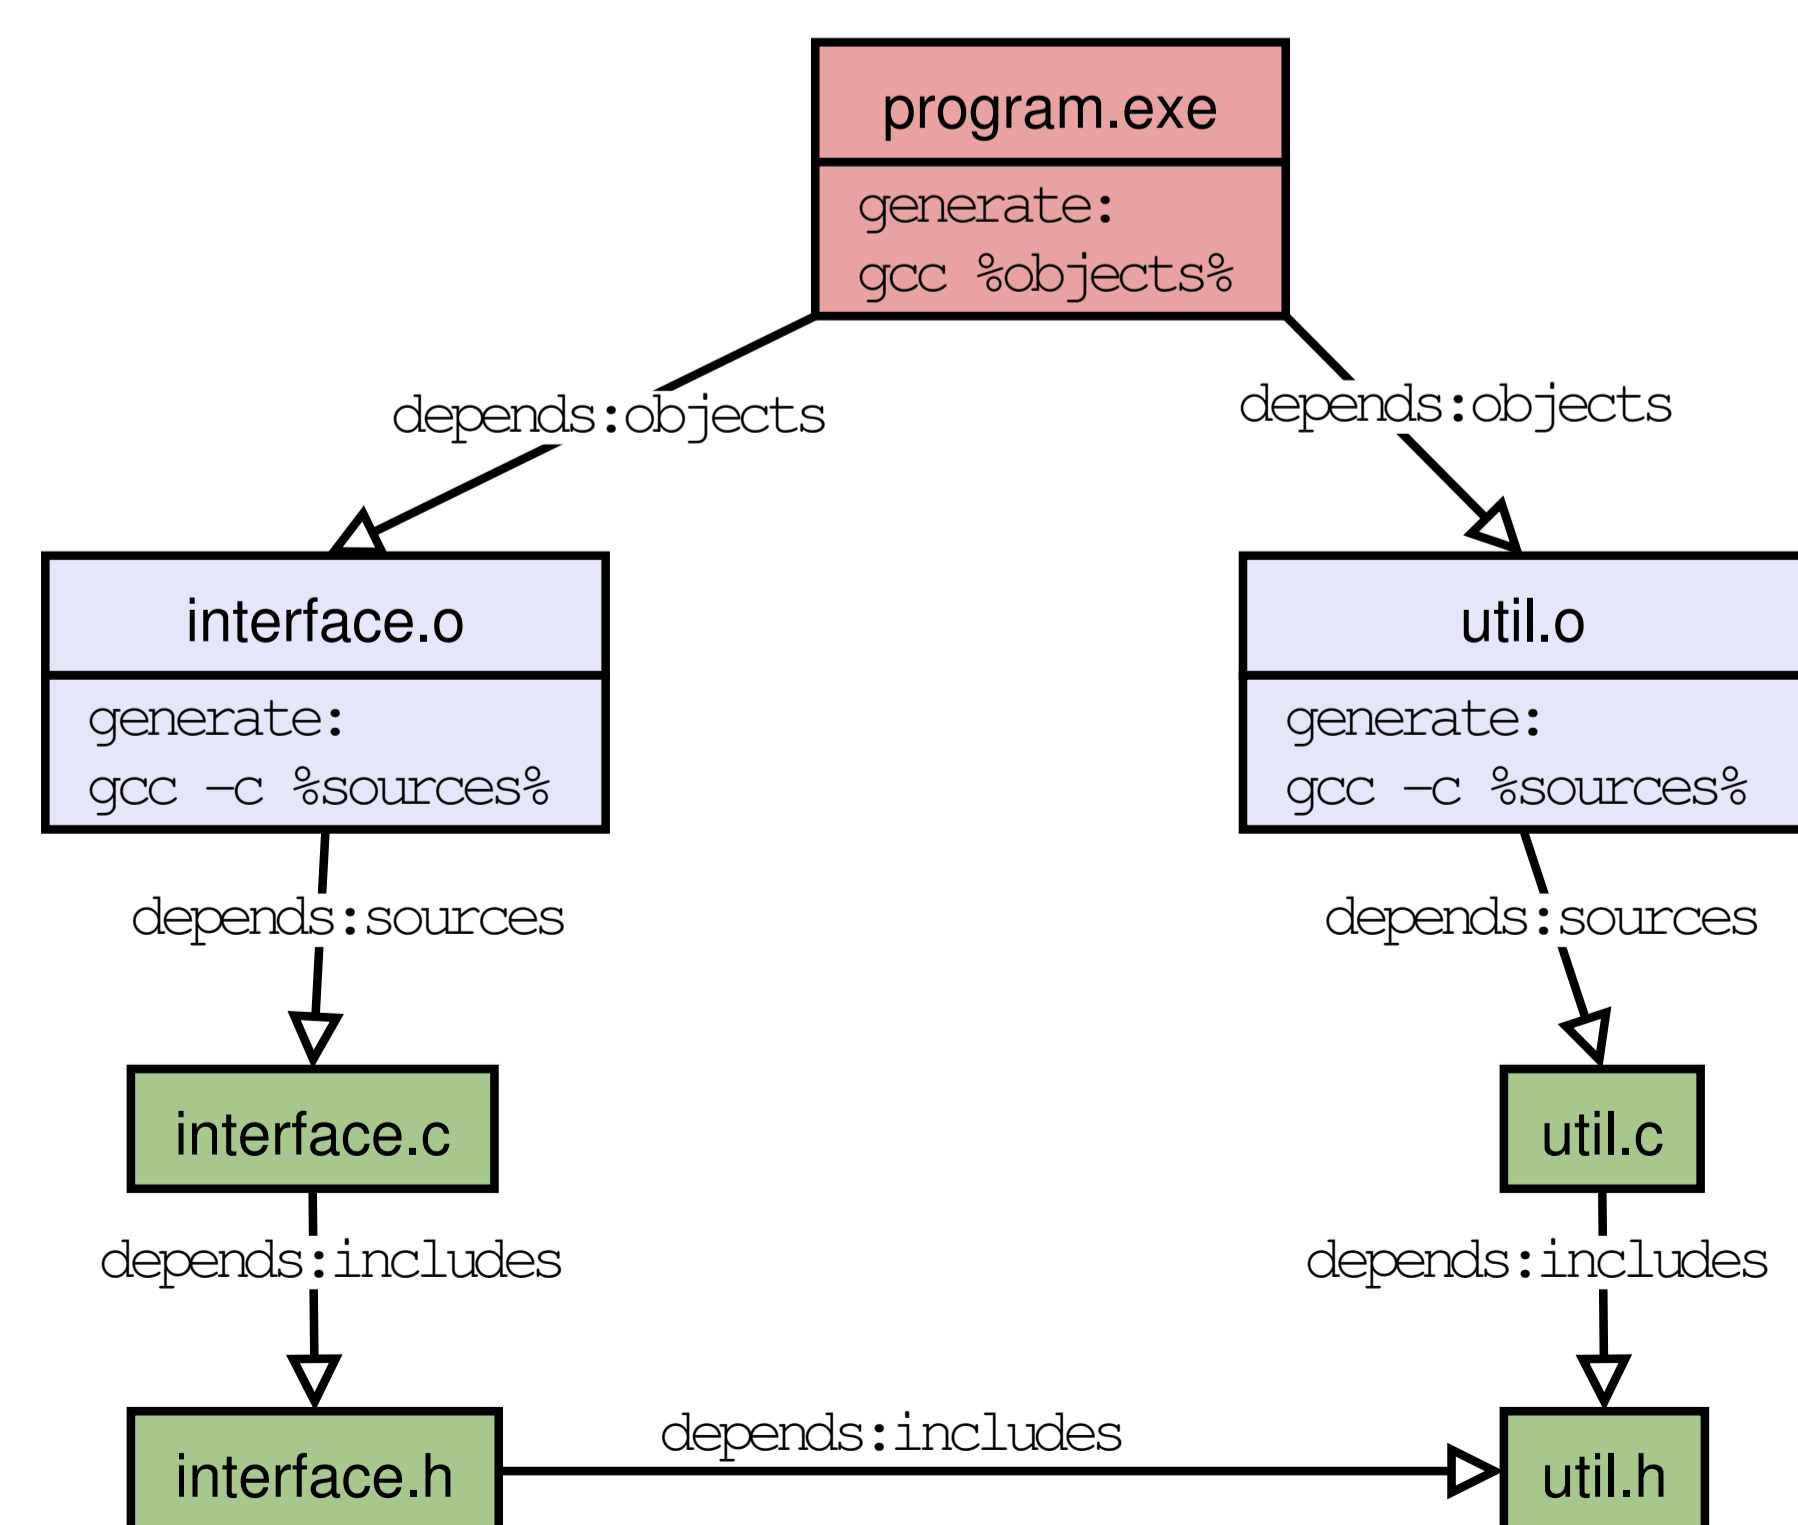 program.exe
generate:
gcc %objects%
depends:objects
depends:objects
interface.o
util.o
generate:
gcc -c %sources%
generate:
gcc -c %sources%
depends:sources
depends:sources
interface.c
util.c
depends:includes
depends:includes
depends:includes
interface.h
util.h